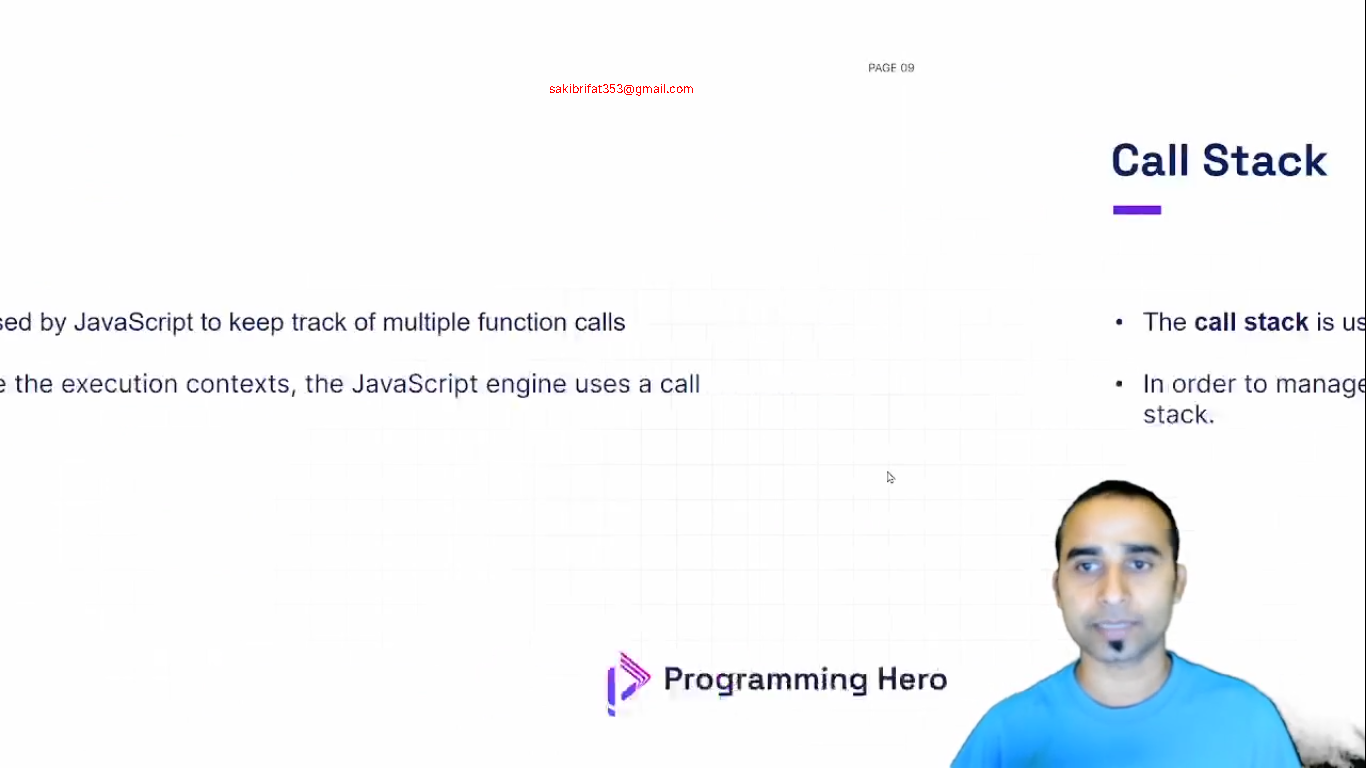 PAGE 09
sakibrifat353@gmail.com
Call Stack
sed by JavaScript to keep track of multiple function calls
• The call stack is us
e the execution contexts, the JavaScript engine uses a call
• In order to manage
stack.
Programming Hero